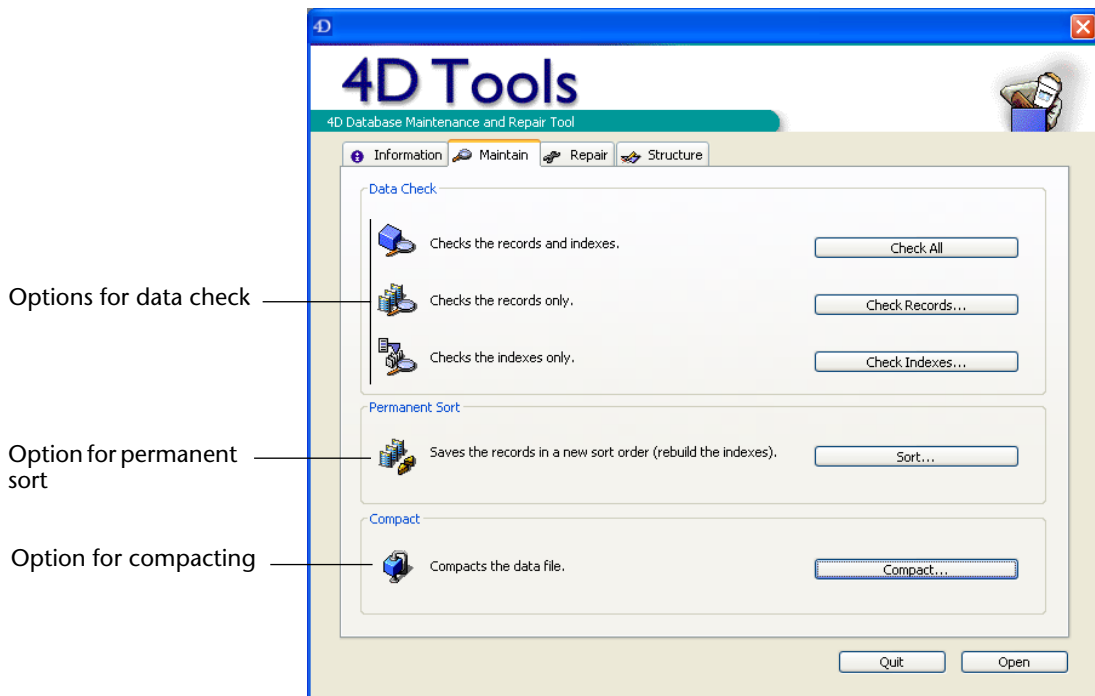 4D
4D Tools
4D Database Maintenance and Repair Tool
Information Maintain Repair Structure
Data Check
Checks the records and indexes. Check All
Options for data check
Checks the records only. Check Records...
Checks the indexes only. Check Indexes...
Permanent Sort
Option for permanent
sort
Saves the records in a new sort order (rebuild the indexes). Sort...
Compact
Option for compacting
Compacts the data file. Compact...
Quit Open